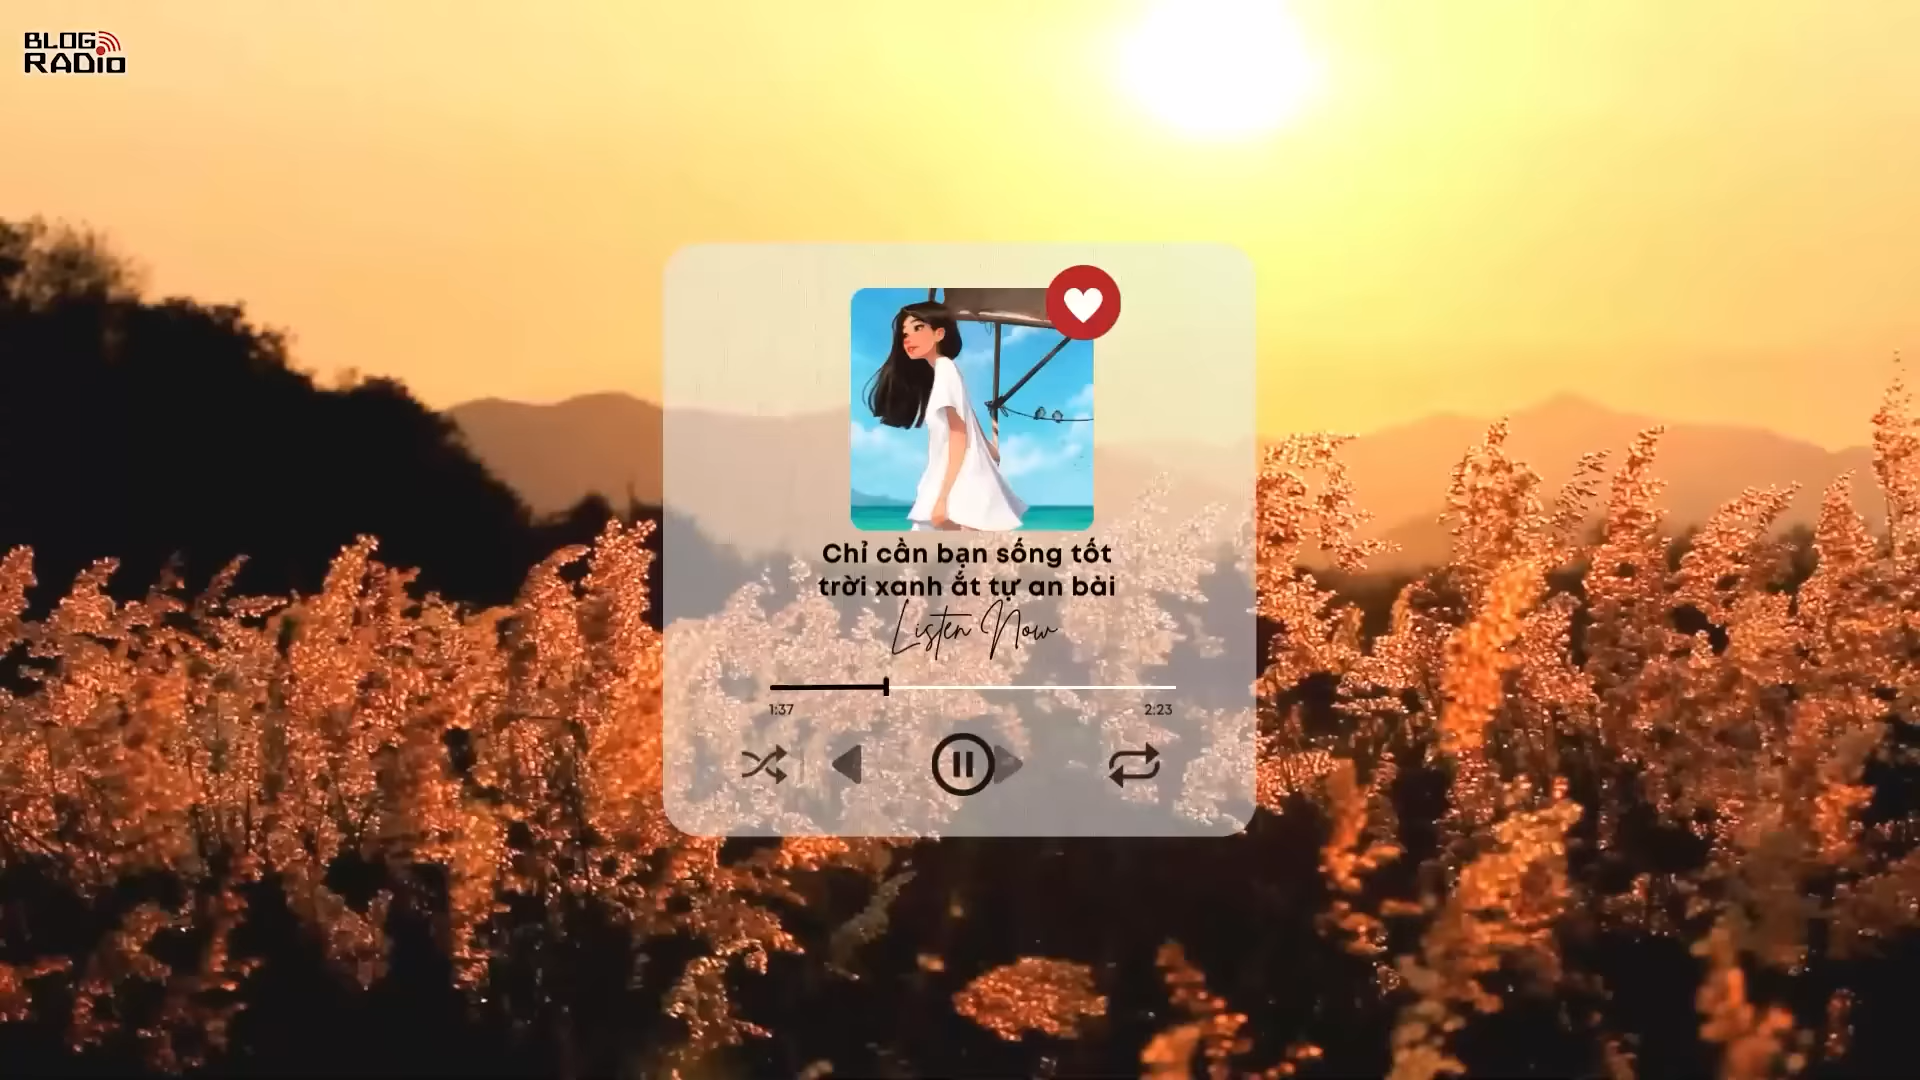 BLOG
RADIO
Chỉ cần bạn sống tốt
trời xanh ắt tự an bài
Listen Now
1:37 2:23